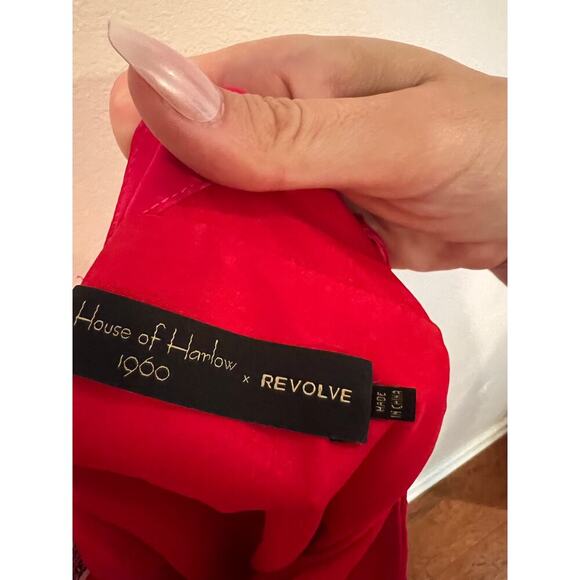 House of Harlow
1960 x REVOLVE
MADE
IN CHINA